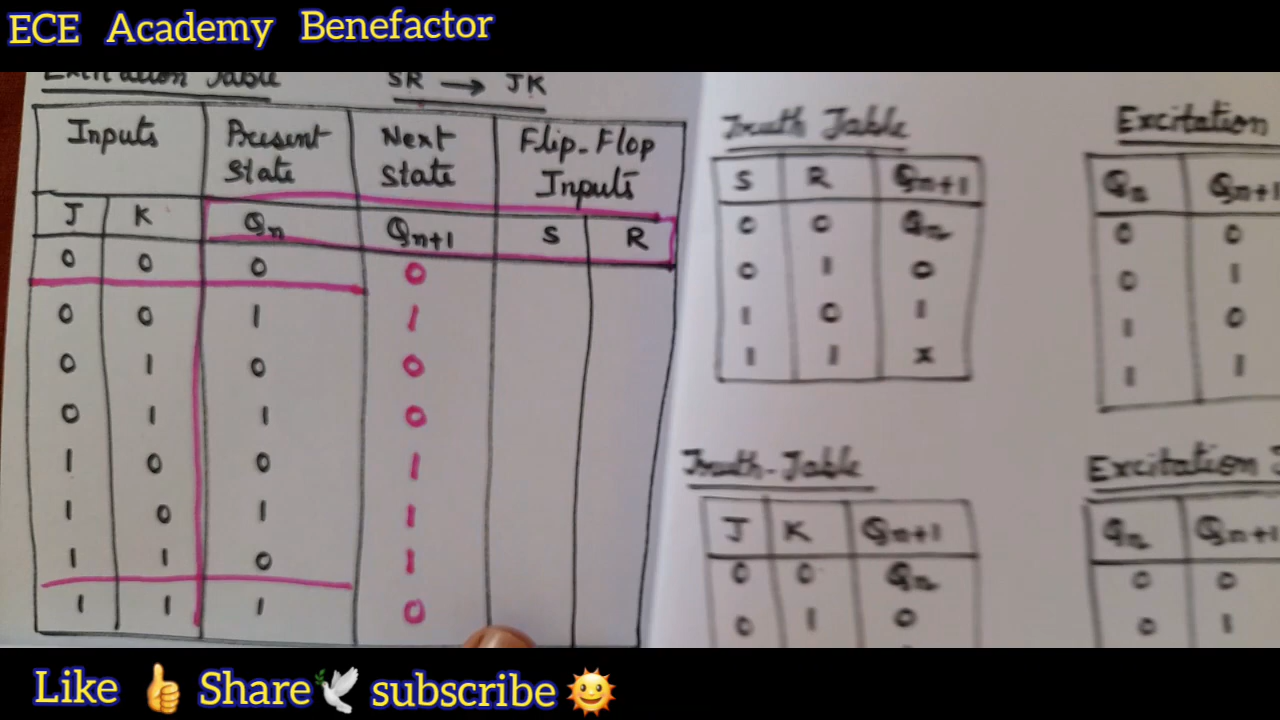 ECE Academy Benefactor
Excitation Table SR → JK
Inputs Present State Next State Flip-Flop Inputs
J K Qn Qn+1 S R
0 0 0 0
0 0 1 1
0 1 0 0
0 1 1 0
1 0 0 1
1 0 1 1
1 1 0 1
1 1 1 0
Truth Table
S R Qn+1
0 0 Qn
0 1 0
1 0 1
1 1 x
Excitation
Qn Qn+1
0 0
0 1
1 0
1 1
Truth-Table
J K Qn+1
0 0 Qn
0 1 0
Excitation
Qn Qn+1
0 0
0 1
Like 👍 Share 🕊 subscribe 🌞